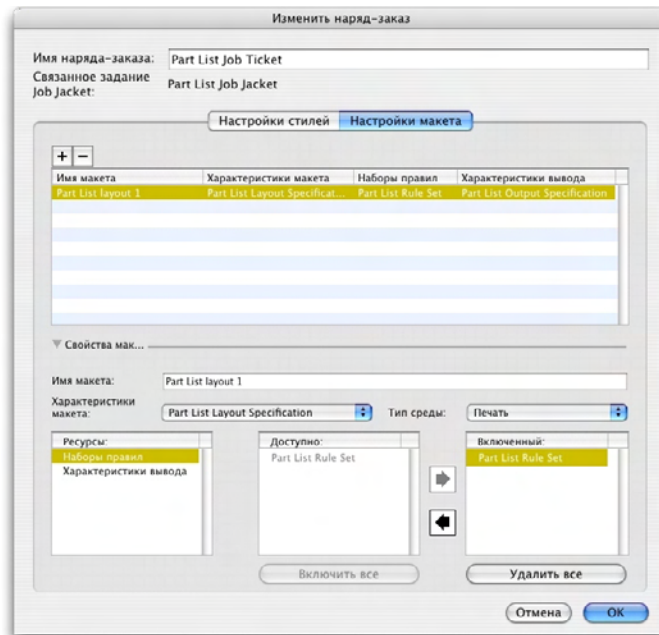 Изменить наряд-заказ
Имя наряда-заказа: Part List Job Ticket
Связанное задание
Job Jacket: Part List Job Jacket
Настройки стилей Настройки макета
+ −
Имя макета Характеристики макета Наборы правил Характеристики вывода
Part List layout 1 Part List Layout Specificat... Part List Rule Set Part List Output Specification
Свойства мак...
Имя макета: Part List layout 1
Характеристики
макета: Part List Layout Specification Тип среды: Печать
Ресурсы: Доступно: Включенный:
Наборы правил Part List Rule Set Part List Rule Set
Характеристики вывода
Включить все Удалить все
Отмена OK